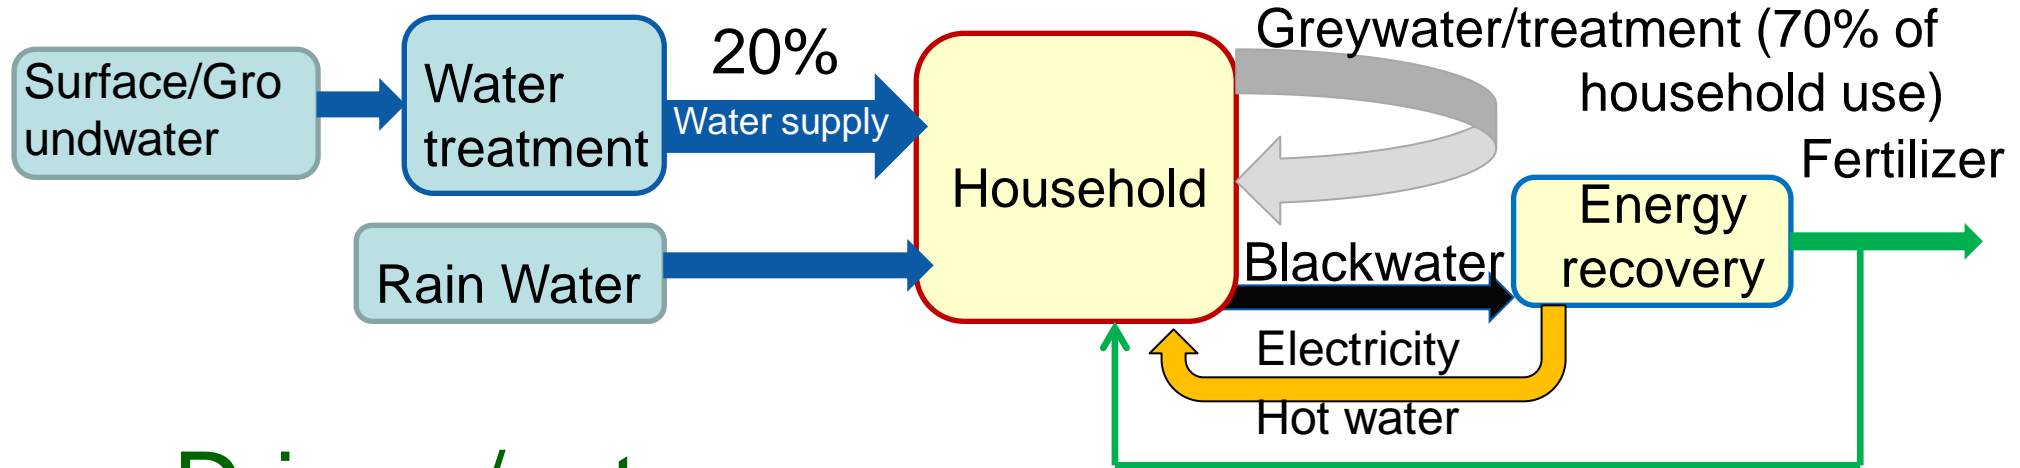 Surface/Gro
undwater
Water
treatment
20%
Water supply
Rain Water
Household
Greywater/treatment (70% of
household use)
Fertilizer
Energy
recovery
Blackwater
Electricity
Hot water